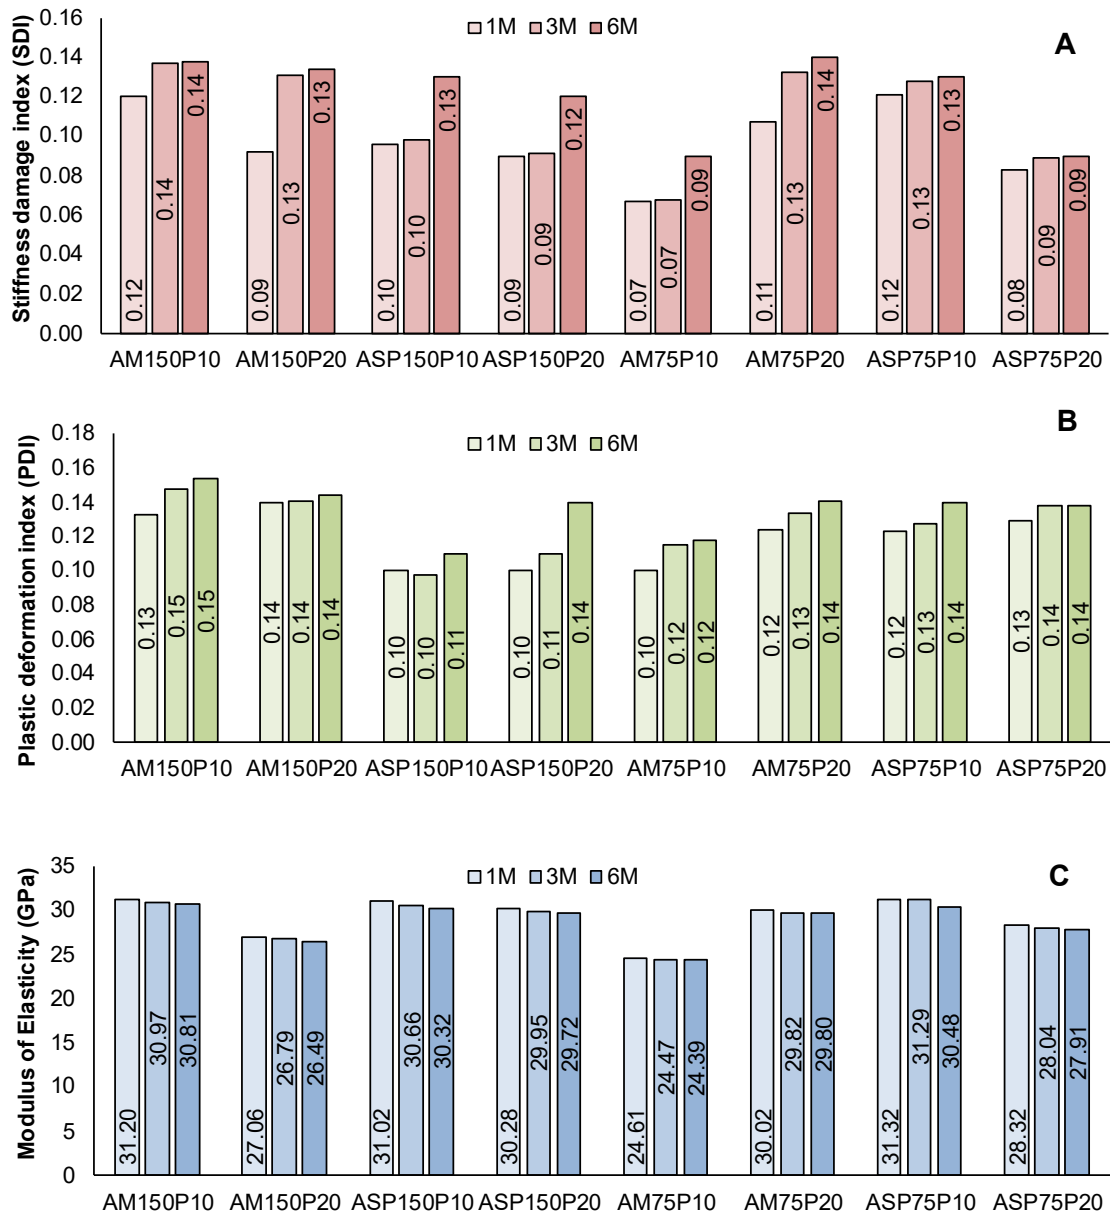 Stiffness damage index (SDI)
0.16
0.14
0.12
0.10
0.08
0.06
0.04
0.02
0.00
1M 3M 6M
A
0.12 0.14 0.14
0.09 0.13 0.13
0.10 0.10 0.13
0.09 0.09 0.12
0.07 0.07 0.09
0.11 0.13 0.14
0.12 0.13 0.13
0.08 0.09 0.09
AM150P10 AM150P20 ASP150P10 ASP150P20 AM75P10 AM75P20 ASP75P10 ASP75P20
Plastic deformation index (PDI)
0.18
0.16
0.14
0.12
0.10
0.08
0.06
0.04
0.02
0.00
1M 3M 6M
B
0.13 0.15 0.15
0.14 0.14 0.14
0.10 0.10 0.11
0.10 0.11 0.14
0.10 0.12 0.12
0.12 0.13 0.14
0.12 0.13 0.14
0.13 0.14 0.14
AM150P10 AM150P20 ASP150P10 ASP150P20 AM75P10 AM75P20 ASP75P10 ASP75P20
Modulus of Elasticity (GPa)
35
30
25
20
15
10
5
0
1M 3M 6M
C
31.20 30.97 30.81
27.06 26.79 26.49
31.02 30.66 30.32
30.28 29.95 29.72
24.61 24.47 24.39
30.02 29.82 29.80
31.32 31.29 30.48
28.32 28.04 27.91
AM150P10 AM150P20 ASP150P10 ASP150P20 AM75P10 AM75P20 ASP75P10 ASP75P20